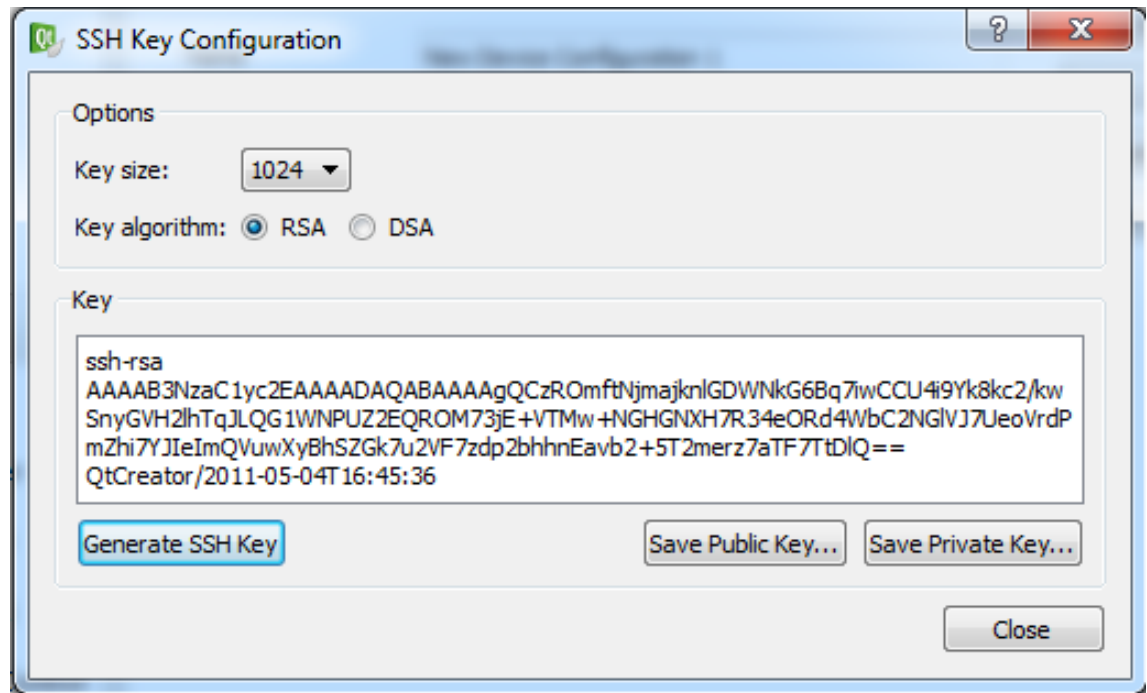 SSH Key Configuration
Options
Key size: 1024
Key algorithm: RSA DSA
Key
ssh-rsa
AAAAB3NzaC1yc2EAAAADAQABAAAAgQCzROmftNjmajknlGDWNkG6Bq7iwCCU4i9Yk8kc2/kw
SnyGVH2lhTqJLQG1WNPUZ2EQROM73jE+VTMw+NGHGNXH7R34eORd4WbC2NGlVJ7UeoVrdP
mZhi7YJIeImQVuwXyBhSZGk7u2VF7zdp2bhhnEavb2+5T2merz7aTF7TtDlQ==
QtCreator/2011-05-04T16:45:36
Generate SSH Key Save Public Key... Save Private Key...
Close